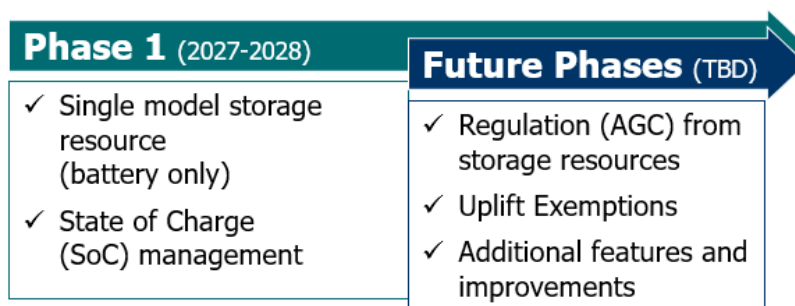 Phase 1 (2027-2028)
✓ Single model storage
resource
(battery only)
✓ State of Charge
(SoC) management
Future Phases (TBD)
✓ Regulation (AGC) from
storage resources
✓ Uplift Exemptions
✓ Additional features and
improvements